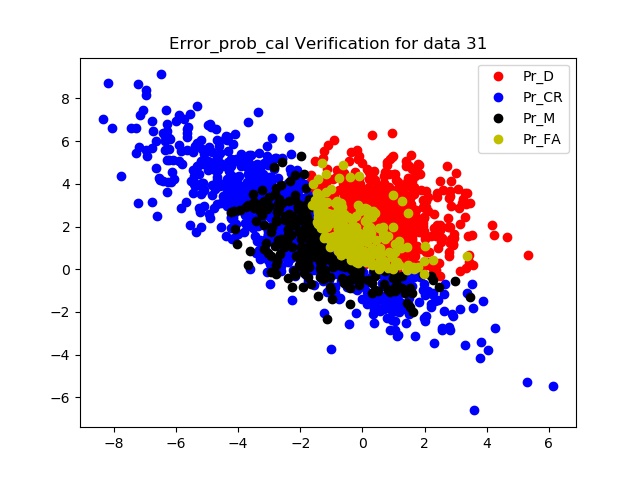 Error_prob_cal Verification for data 31
Pr_D
Pr_CR
Pr_M
Pr_FA
8
6
4
2
0
−2
−4
−6
−8 −6 −4 −2 0 2 4 6